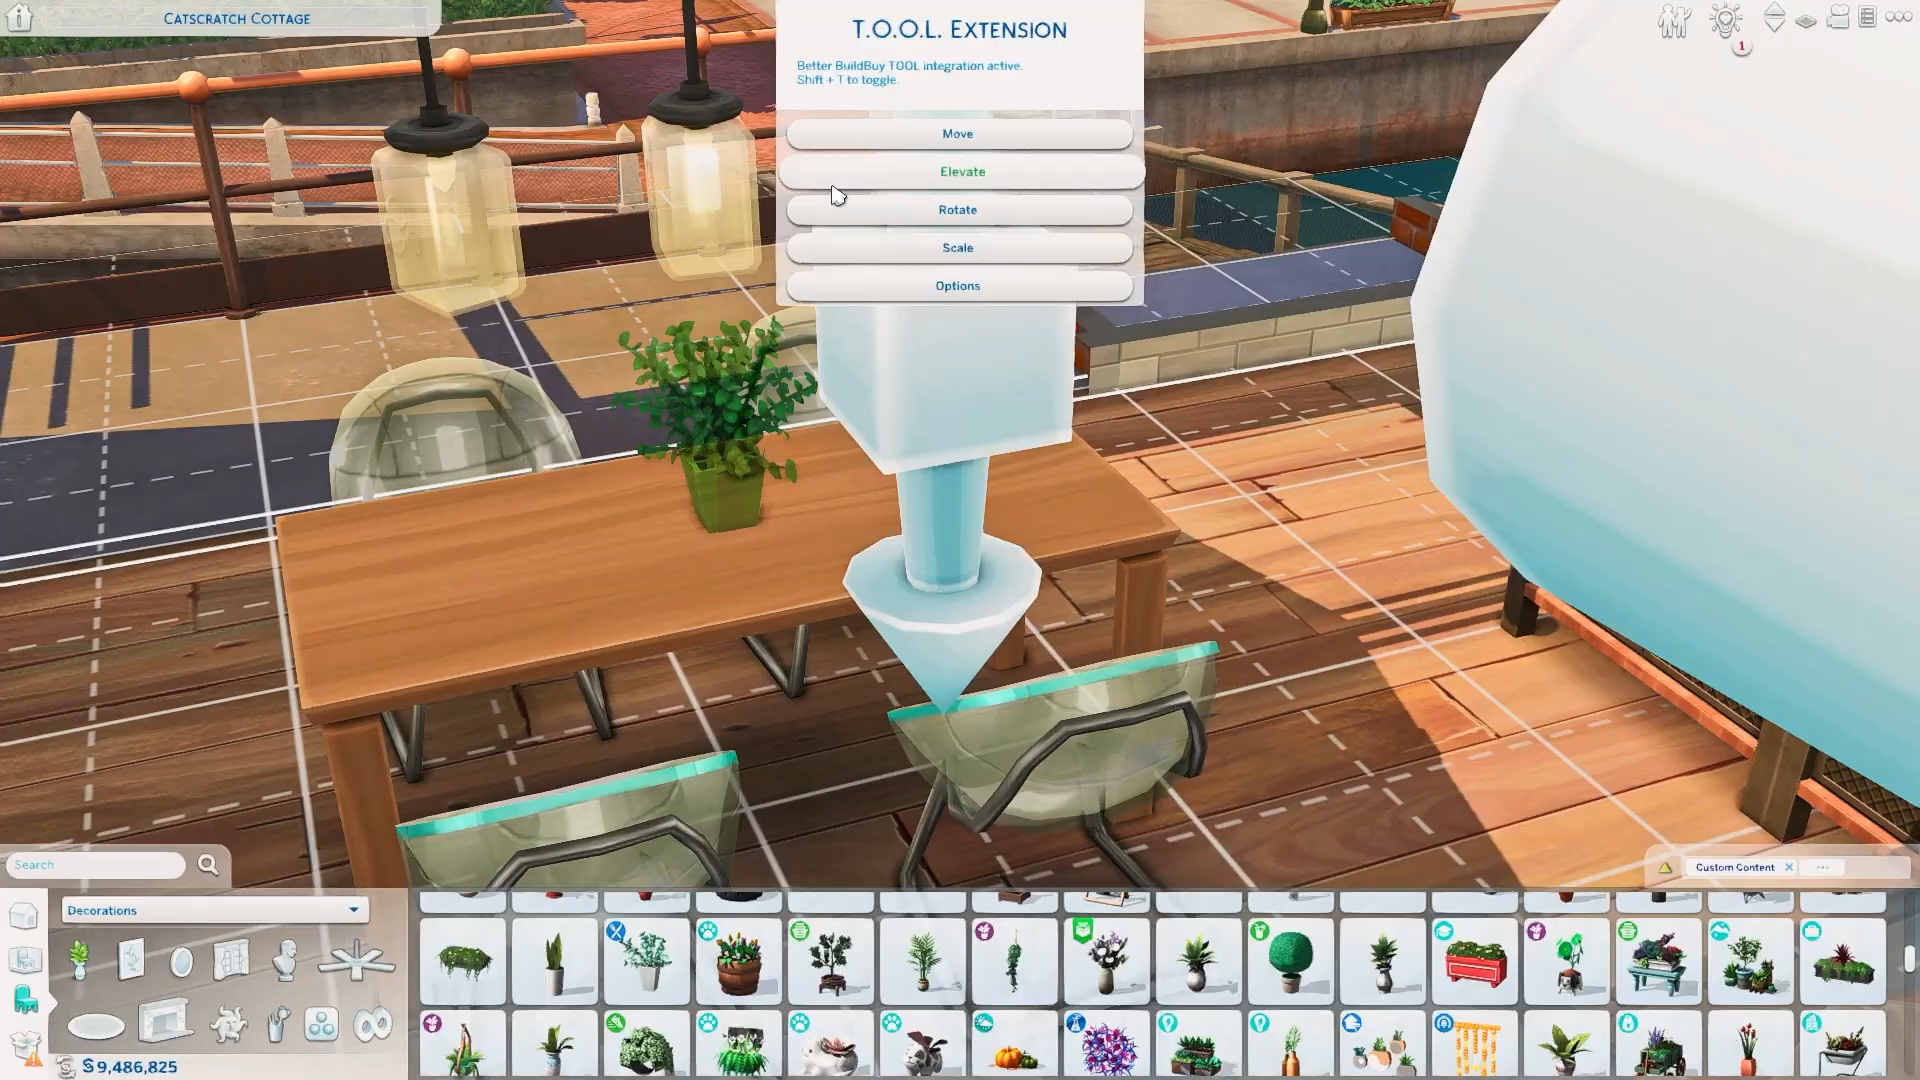 Catscratch Cottage
T.O.O.L. Extension
Better BuildBuy TOOL integration active.
Shift + T to toggle.
Move
Elevate
Rotate
Scale
Options
1
Search
Custom Content
Decorations
§9,486,825